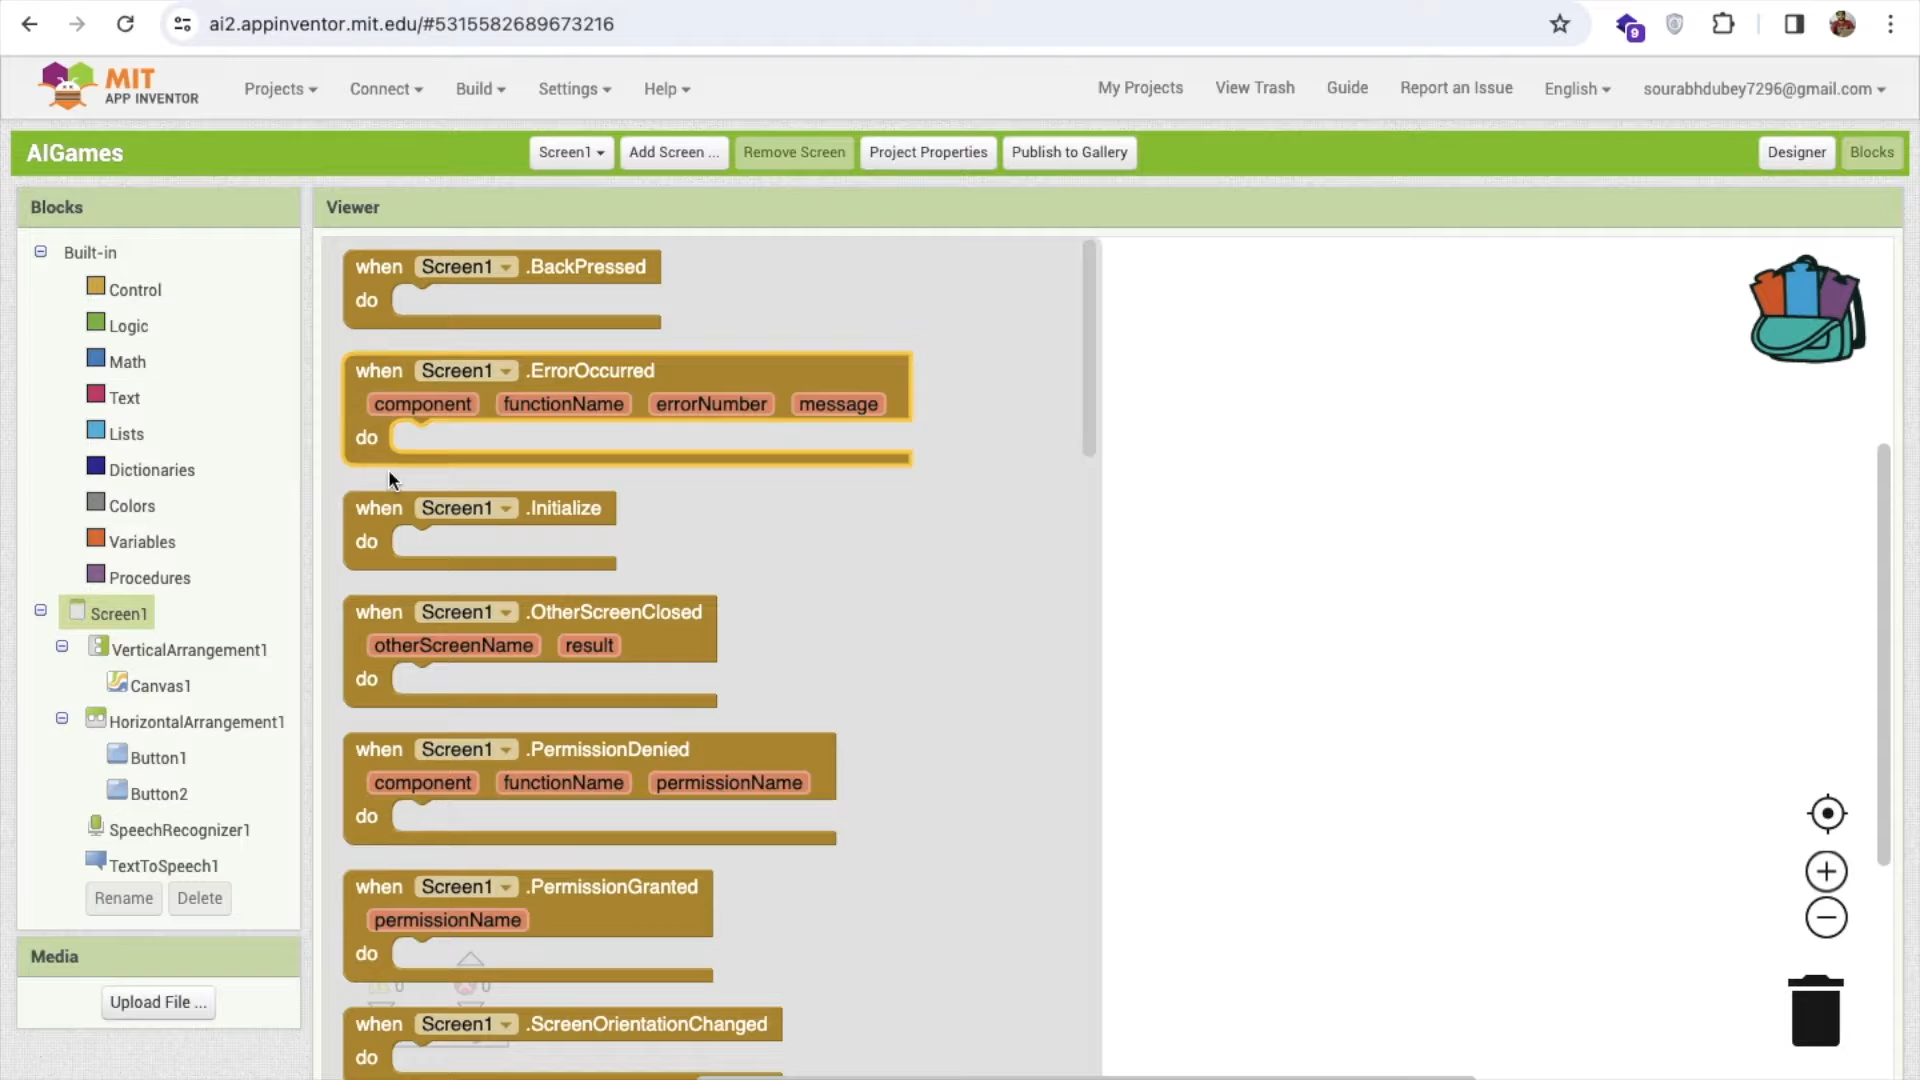 ai2.appinventor.mit.edu/#5315582689673216
9
MIT
APP INVENTOR
Projects
Connect
Build
Settings
Help
My Projects
View Trash
Guide
Report an Issue
English
sourabhdubey7296@gmail.com
AIGames
Screen1
Add Screen ...
Remove Screen
Project Properties
Publish to Gallery
Designer
Blocks
Blocks
Built-in
Control
Logic
Math
Text
Lists
Dictionaries
Colors
Variables
Procedures
Screen1
VerticalArrangement1
Canvas1
HorizontalArrangement1
Button1
Button2
SpeechRecognizer1
TextToSpeech1
Rename
Delete
Media
Upload File ...
Viewer
when Screen1 .BackPressed
do
when Screen1 .ErrorOccurred
component functionName errorNumber message
do
when Screen1 .Initialize
do
when Screen1 .OtherScreenClosed
otherScreenName result
do
when Screen1 .PermissionDenied
component functionName permissionName
do
when Screen1 .PermissionGranted
permissionName
do
0 0
when Screen1 .ScreenOrientationChanged
do